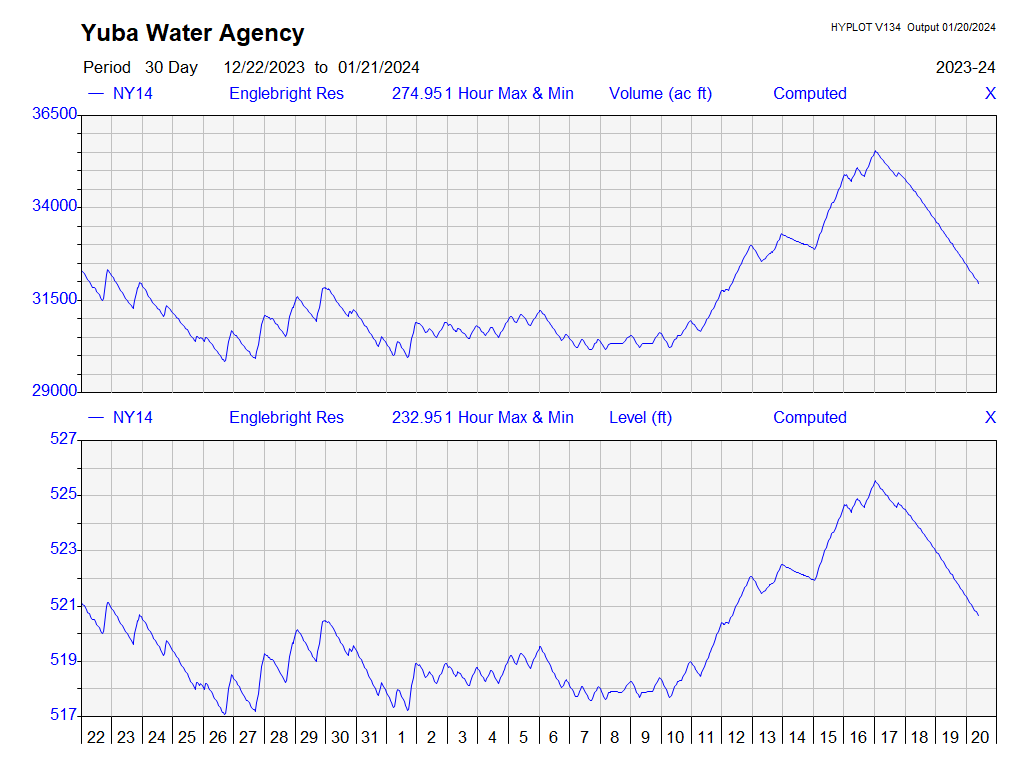 Yuba Water Agency
HYPLOT V134 Output 01/20/2024
Period 30 Day 12/22/2023 to 01/21/2024 2023-24
— NY14 Englebright Res 274.951 Hour Max & Min Volume (ac ft) Computed X
36500
34000
31500
29000
— NY14 Englebright Res 232.951 Hour Max & Min Level (ft) Computed X
527
525
523
521
519
517
22 23 24 25 26 27 28 29 30 31 1 2 3 4 5 6 7 8 9 10 11 12 13 14 15 16 17 18 19 20